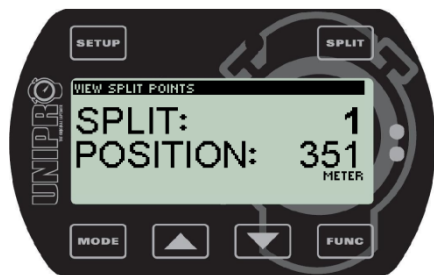 SETUP
SPLIT
VIEW SPLIT POINTS
SPLIT: 1
POSITION: 351
METER
UNIPRO
MODE
FUNC